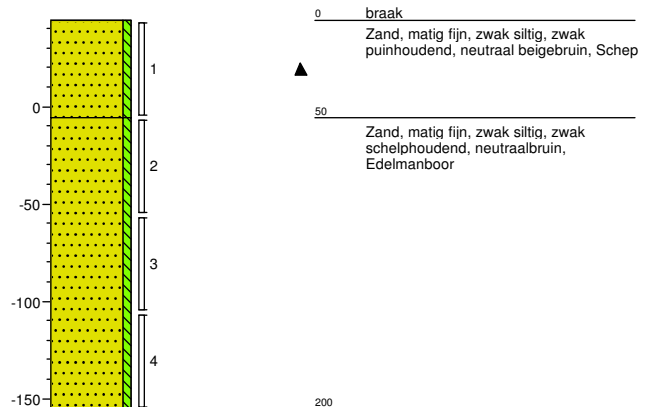 0 braak
Zand, matig fijn, zwak siltig, zwak
puinhoudend, neutraal beigebruin, Schep
1
0
50
Zand, matig fijn, zwak siltig, zwak
schelphoudend, neutraalbruin,
Edelmanboor
2
-50
3
-100
4
-150
200